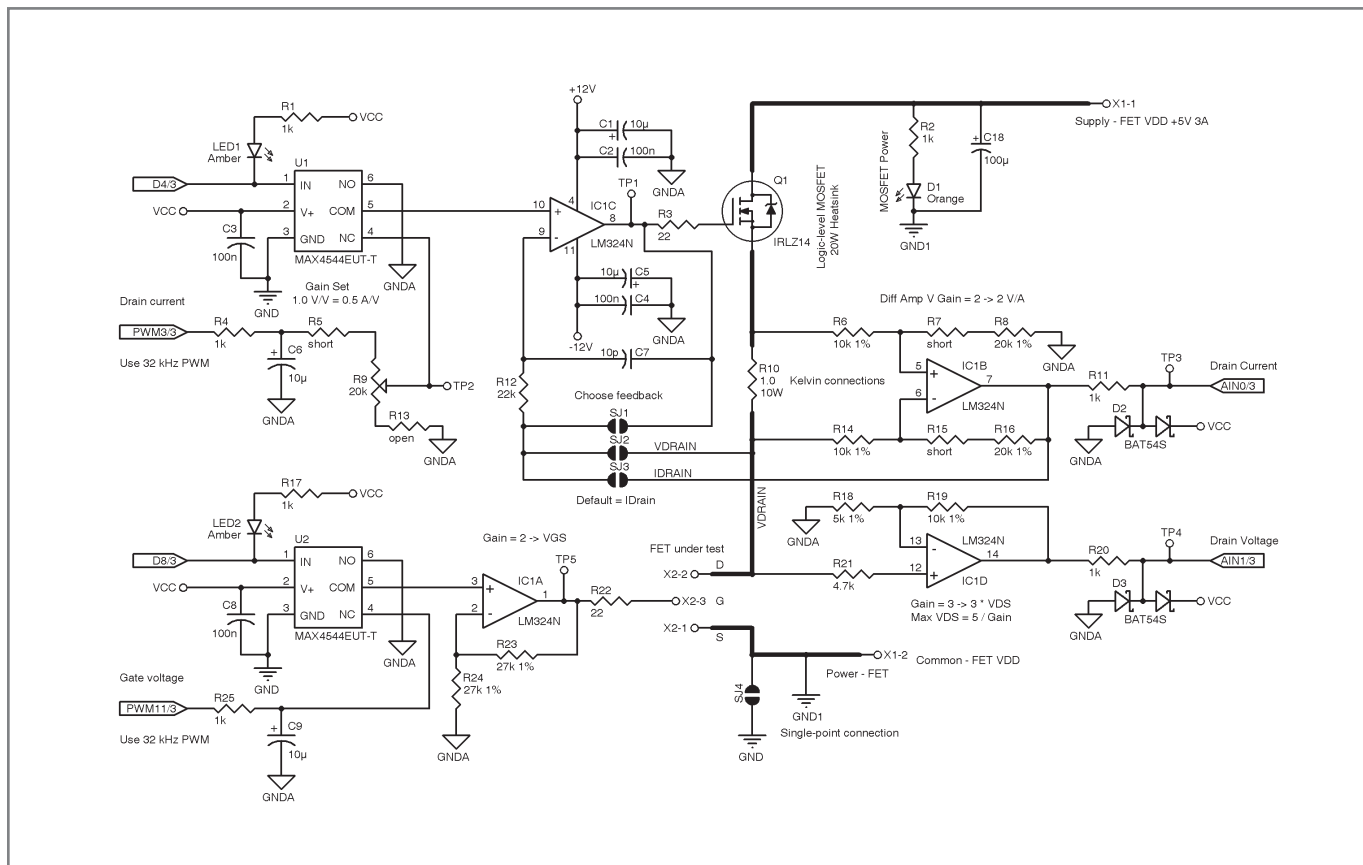 +12V
R1
1k
VCC
LED1
Amber
C1
10µ
+
C2
100n
GNDA
X1-1
Supply - FET VDD +5V 3A
R2
1k
+
C18
100µ
MOSFET Power
D1
Orange
GND1
U1
D4/3
1 IN
NO 6
VCC
2 V+
COM 5
3 GND
NC 4
MAX4544EUT-T
C3
100n
GND
GNDA
Gain Set
1.0 V/V = 0.5 A/V
TP1
10
+
4
IC1C
8
9
-
11
LM324N
R3
22
Q1
IRLZ14
Logic-level MOSFET
20W Heatsink
10µ
C5
+
100n
C4
GNDA
-12V
10p
C7
Drain current
PWM3/3
Use 32 kHz PWM
R4
1k
R5
short
+
C6
10µ
GNDA
R9
20k
TP2
R13
open
GNDA
R12
22k
Choose feedback
SJ1
SJ2
VDRAIN
SJ3
IDRAIN
Default = IDrain
R10
1.0
10W
Kelvin connections
Diff Amp V Gain = 2 -> 2 V/A
R6
10k 1%
R7
short
R8
20k 1%
GNDA
5
+
IC1B
7
6
-
LM324N
R14
10k 1%
R15
short
R16
20k 1%
R11
1k
TP3
Drain Current
AIN0/3
D2
VCC
GNDA
BAT54S
R17
1k
VCC
LED2
Amber
U2
D8/3
1 IN
NO 6
VCC
2 V+
COM 5
3 GND
NC 4
MAX4544EUT-T
C8
100n
GND
GNDA
Gain = 2 -> VGS
TP5
3
+
IC1A
1
2
-
LM324N
R22
22
R23
27k 1%
R24
27k 1%
GNDA
Gate voltage
PWM11/3
Use 32 kHz PWM
R25
1k
+
C9
10µ
GNDA
VDRAIN
FET under test
X2-2
D
X2-3
G
X2-1
S
R18
5k 1%
R19
10k 1%
GNDA
13
-
LM324N
14
12
+
IC1D
R21
4.7k
Gain = 3 -> 3 * VDS
Max VDS = 5 / Gain
R20
1k
TP4
Drain Voltage
AIN1/3
D3
VCC
GNDA
BAT54S
X1-2
Common - FET VDD
Power - FET
SJ4
GND1
Single-point connection
GND